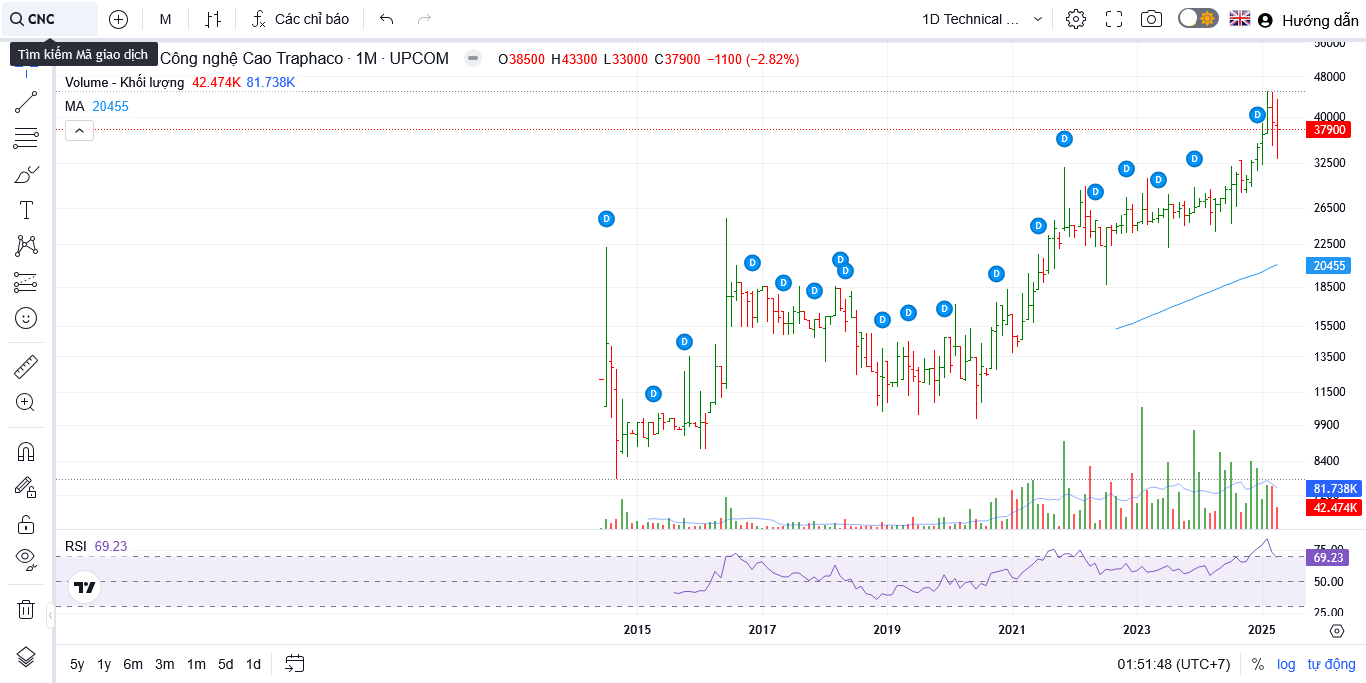 CNC
M
Các chỉ báo
1D Technical ...
Hướng dẫn
Tìm kiếm Mã giao dịch
Công nghệ Cao Traphaco · 1M · UPCOM
O38500 H43300 L33000 C37900 −1100 (−2.82%)
Volume - Khối lượng 42.474K 81.738K
MA 20455
56000
48000
40000
37900
32500
26500
22500
20455
18500
15500
13500
11500
9900
8400
81.738K
42.474K
D D D D D D D D D D D D D D D D D D D
RSI 69.23
75.00
69.23
50.00
25.00
2015 2017 2019 2021 2023 2025
5y 1y 6m 3m 1m 5d 1d
01:51:48 (UTC+7)
% log tự động